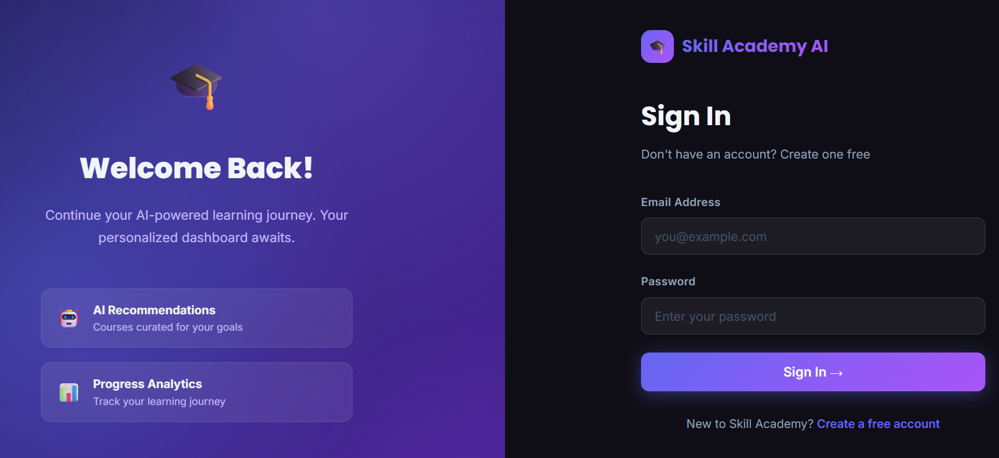 Welcome Back!
Continue your AI-powered learning journey. Your
personalized dashboard awaits.
AI Recommendations
Courses curated for your goals
Progress Analytics
Track your learning journey
Skill Academy AI
Sign In
Don't have an account? Create one free
Email Address
you@example.com
Password
Enter your password
Sign In →
New to Skill Academy? Create a free account